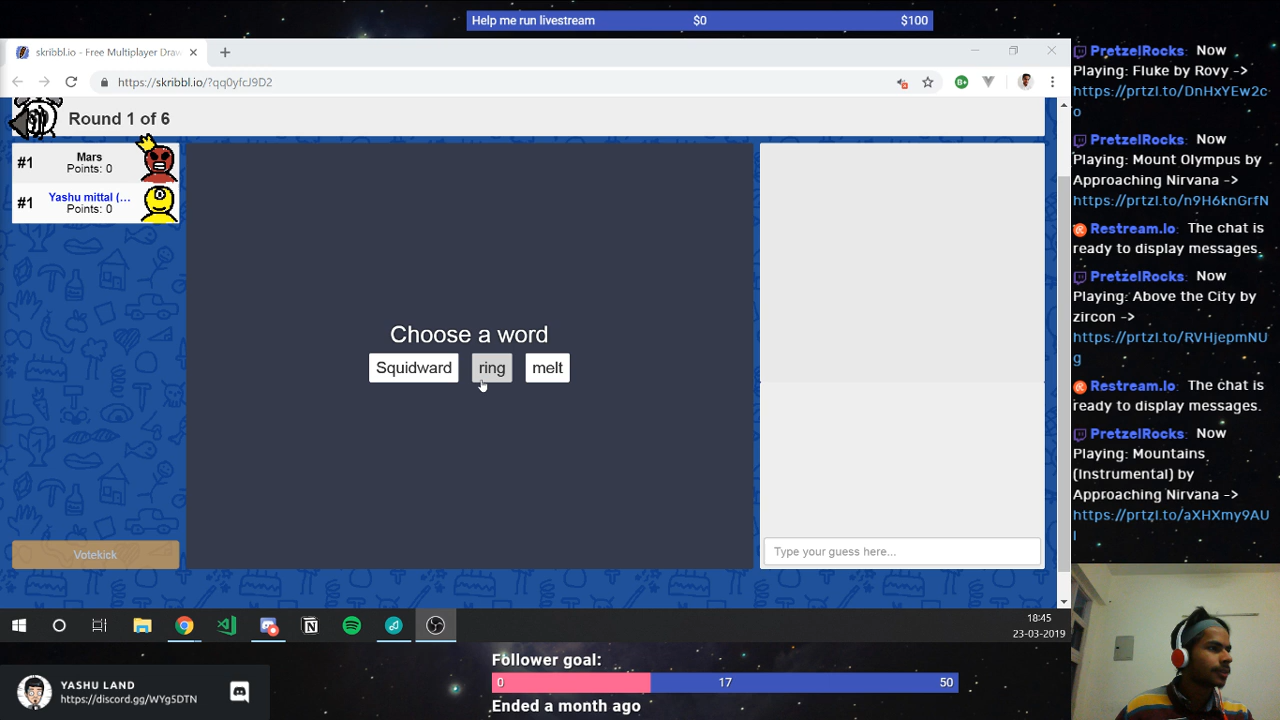 Help me run livestream $0 $100
skribbl.io - Free Multiplayer Draw
https://skribbl.io/?qq0yfcJ9D2
Round 1 of 6
#1 Mars
Points: 0
#1 Yashu mittal (...
Points: 0
Choose a word
Squidward ring melt
Votekick
Type your guess here...
PretzelRocks: Now
Playing: Fluke by Rovy ->
https://prtzl.to/DnHxYEw2c
o
PretzelRocks: Now
Playing: Mount Olympus by
Approaching Nirvana ->
https://prtzl.to/n9H6knGrfN
Restream.Io: The chat is
ready to display messages.
PretzelRocks: Now
Playing: Above the City by
zircon ->
https://prtzl.to/RVHjepmNU
g
Restream.Io: The chat is
ready to display messages.
PretzelRocks: Now
Playing: Mountains
(Instrumental) by
Approaching Nirvana ->
https://prtzl.to/aXHXmy9AU
I
18:45
23-03-2019
YASHU LAND
https://discord.gg/WYg5DTN
Follower goal:
0 17 50
Ended a month ago